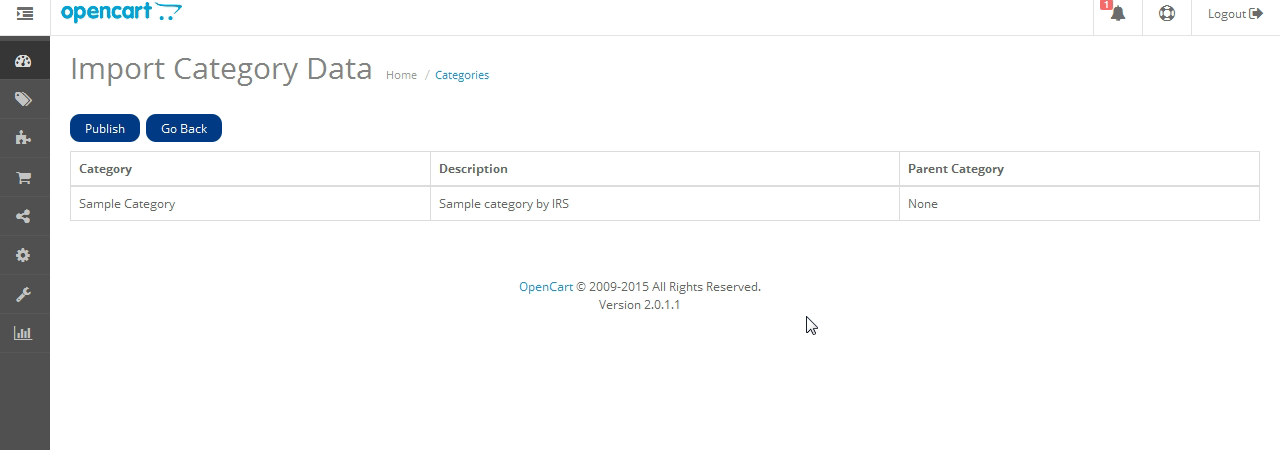 opencart
1
Logout
Import Category Data Home / Categories
Publish Go Back
Category Description Parent Category
Sample Category Sample category by IRS None
OpenCart © 2009-2015 All Rights Reserved.
Version 2.0.1.1